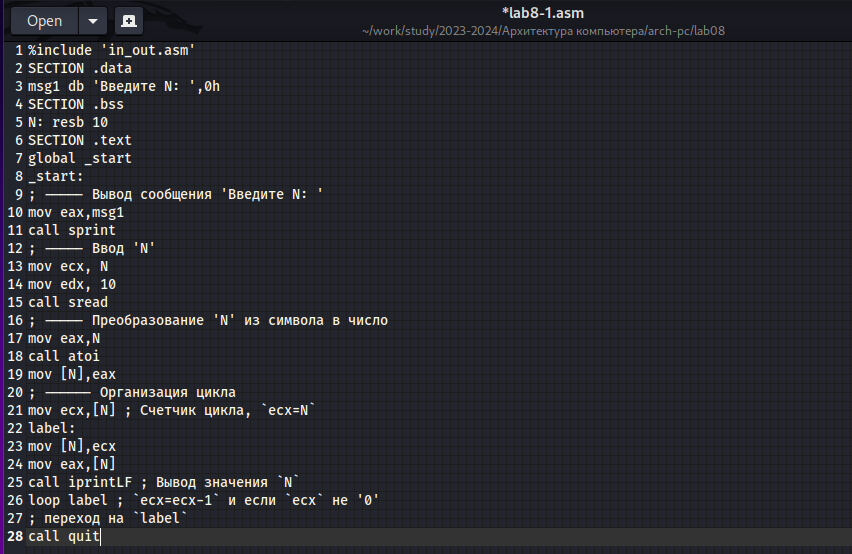 Open
*lab8-1.asm
~/work/study/2023-2024/Архитектура компьютера/arch-pc/lab08
1 %include 'in_out.asm'
2 SECTION .data
3 msg1 db 'Введите N: ',0h
4 SECTION .bss
5 N: resb 10
6 SECTION .text
7 global _start
8 _start:
9 ; ----- Вывод сообщения 'Введите N: '
10 mov eax,msg1
11 call sprint
12 ; ----- Ввод 'N'
13 mov ecx, N
14 mov edx, 10
15 call sread
16 ; ----- Преобразование 'N' из символа в число
17 mov eax,N
18 call atoi
19 mov [N],eax
20 ; ------ Организация цикла
21 mov ecx,[N] ; Счетчик цикла, `ecx=N`
22 label:
23 mov [N],ecx
24 mov eax,[N]
25 call iprintLF ; Вывод значения `N`
26 loop label ; `ecx=ecx-1` и если `ecx` не '0'
27 ; переход на `label`
28 call quit